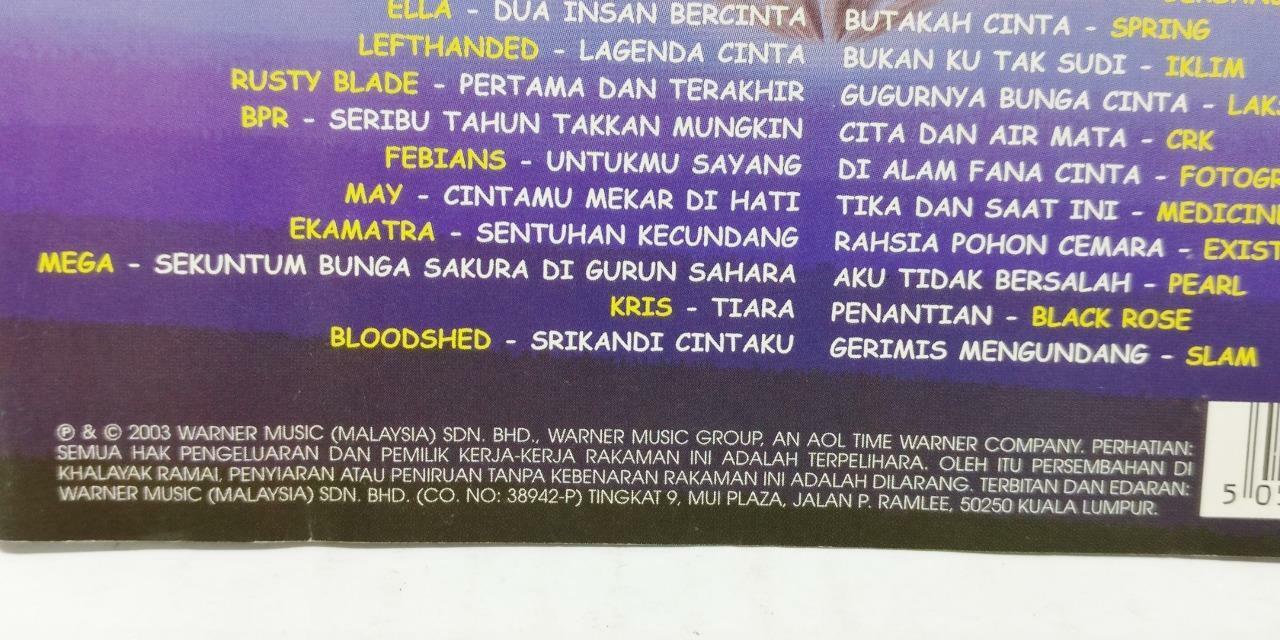 ELLA - DUA INSAN BERCINTA
LEFTHANDED - LAGENDA CINTA
RUSTY BLADE - PERTAMA DAN TERAKHIR
BPR - SERIBU TAHUN TAKKAN MUNGKIN
FEBIANS - UNTUKMU SAYANG
MAY - CINTAMU MEKAR DI HATI
EKAMATRA - SENTUHAN KECUNDANG
MEGA - SEKUNTUM BUNGA SAKURA DI GURUN SAHARA
KRIS - TIARA
BLOODSHED - SRIKANDI CINTAKU
BUTAKAH CINTA - SPRING
BUKAN KU TAK SUDI - IKLIM
GUGURNYA BUNGA CINTA -
CITA DAN AIR MATA - CRK
DI ALAM FANA CINTA -
TIKA DAN SAAT INI -
RAHSIA POHON CEMARA - EXIST
AKU TIDAK BERSALAH - PEARL
PENANTIAN - BLACK ROSE
GERIMIS MENGUNDANG - SLAM
℗ & © 2003 WARNER MUSIC (MALAYSIA) SDN. BHD., WARNER MUSIC GROUP, AN AOL TIME WARNER COMPANY. PERHATIAN:
SEMUA HAK PENGELUARAN DAN PEMILIK KERJA-KERJA RAKAMAN INI ADALAH TERPELIHARA. OLEH ITU PERSEMBAHAN DI
KHALAYAK RAMAI, PENYIARAN ATAU PENIRUAN TANPA KEBENARAN RAKAMAN INI ADALAH DILARANG. TERBITAN DAN EDARAN:
WARNER MUSIC (MALAYSIA) SDN. BHD. (CO. NO: 38942-P) TINGKAT 9, MUI PLAZA, JALAN P. RAMLEE, 50250 KUALA LUMPUR.